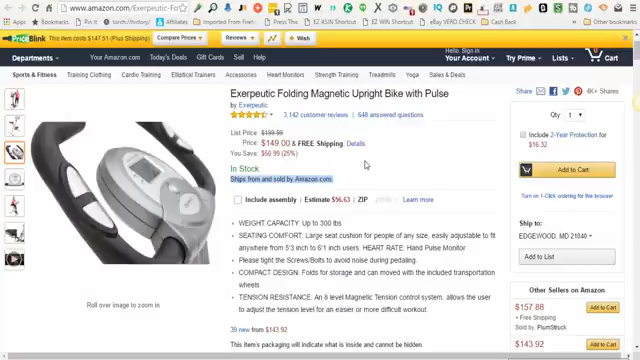 www.amazon.com/Exerpeutic-Fo
Apps
Bookmarks
Pin
torch/history/
Affiliates
Imported From Firef
Press This
EZ ASIN Shortcut
EZ WIN Shortcut
eBay VERO CHECK
Other bookmarks
PriceBlink
This item costs $147.51 (Plus Shipping)
Compare Prices
Reviews
Wish
Departments
Your Amazon.com
Today's Deals
Gift Cards
Sell
Help
Hello. Sign in
Your Account
Try Prime
Lists
0
Cart
Sports & Fitness
Training Clothing
Cardio Training
Elliptical Trainers
Accessories
Heart Monitors
Strength Training
Treadmills
Yoga
Sales & Deals
Exerpeutic Folding Magnetic Upright Bike with Pulse
by Exerpeutic
3,142 customer reviews | 648 answered questions
List Price: $199.99
Price: $149.00 & FREE Shipping. Details
You Save: $50.99 (25%)
In Stock.
Ships from and sold by Amazon.com.
Include assembly | Estimate $56.63 | ZIP
Learn more
WEIGHT CAPACITY: Up to 300 lbs
SEATING COMFORT: Large seat cushion for people of any size, easily adjustable to fit
anywhere from 5'3 inch to 6'1 inch users. HEART RATE: Hand Pulse Monitor
Please tighten the Screws/Bolts to avoid noise during pedaling.
COMPACT DESIGN: Folds for storage and can moved with the included transportation
wheels
TENSION RESISTANCE: An 8 level Magnetic Tension control system, allows the user
to adjust the tension level for an easier or more difficult workout.
39 new from $143.92
This item's packaging will indicate what is inside and cannot be hidden.
Roll over image to zoom in
Share
4K+ Shares
Qty: 1
Include 2-Year Protection for
$16.32
Add to Cart
Turn on 1-Click ordering for this browser
Ship to:
EDGEWOOD, MD 21040
Add to List
Other Sellers on Amazon
$157.88
Add to Cart
+ Free Shipping
Sold by: PlumStruck
$143.92
Add to Cart